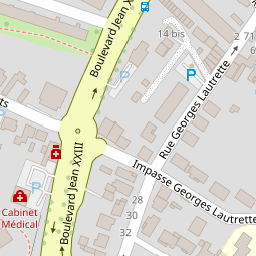 Boulevard Jean X
14 bis
2 71
P
Rue Georges Lautrette
ts
Boulevard Jean XXIII
Impasse Georges Lautrette
Cabinet
Médical
28
30
32